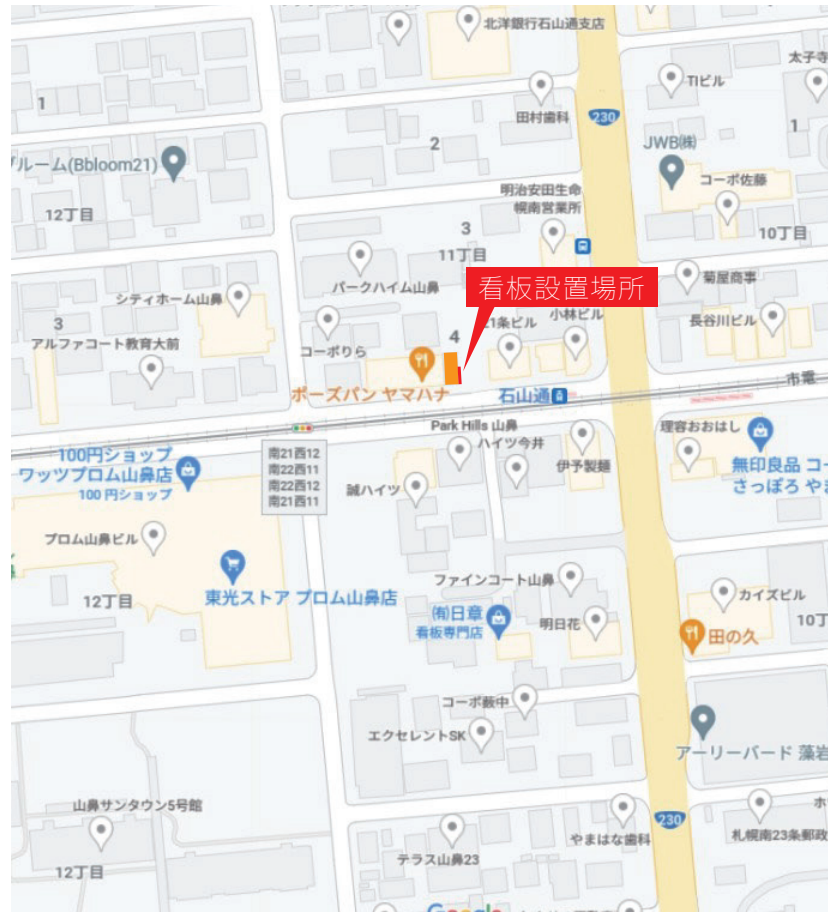 北洋銀行石山通支店
太子寺
TIビル
1
田村歯科
230
2
1
JWB㈱
ブルーム(Bbloom21)
明治安田生命
幌南営業所
コーポ佐藤
12丁目
3
10丁目
11丁目
パークハイム山鼻
看板設置場所
菊屋商事
シティホーム山鼻
3
アルファコート教育大前
4
21条ビル
小林ビル
長谷川ビル
コーポりら
ポーズパン ヤマハナ
石山通
市電
Park Hills 山鼻
ハイツ今井
理容おおはし
100円ショップ
ワッツプロム山鼻店
100 円ショップ
南21西12
南22西11
南22西12
南21西11
伊予製麺
無印良品 コー
さっぽろ やま
誠ハイツ
プロム山鼻ビル
12丁目
東光ストア プロム山鼻店
ファインコート山鼻
カイズビル
㈲日章
看板専門店
明日花
10丁
田の久
コーポ薮中
エクセレントSK
アーリーバード 藻岩
山鼻サンタウン5号館
230
ホ
やまはな歯科
札幌南23条郵政
12丁目
テラス山鼻23
Google